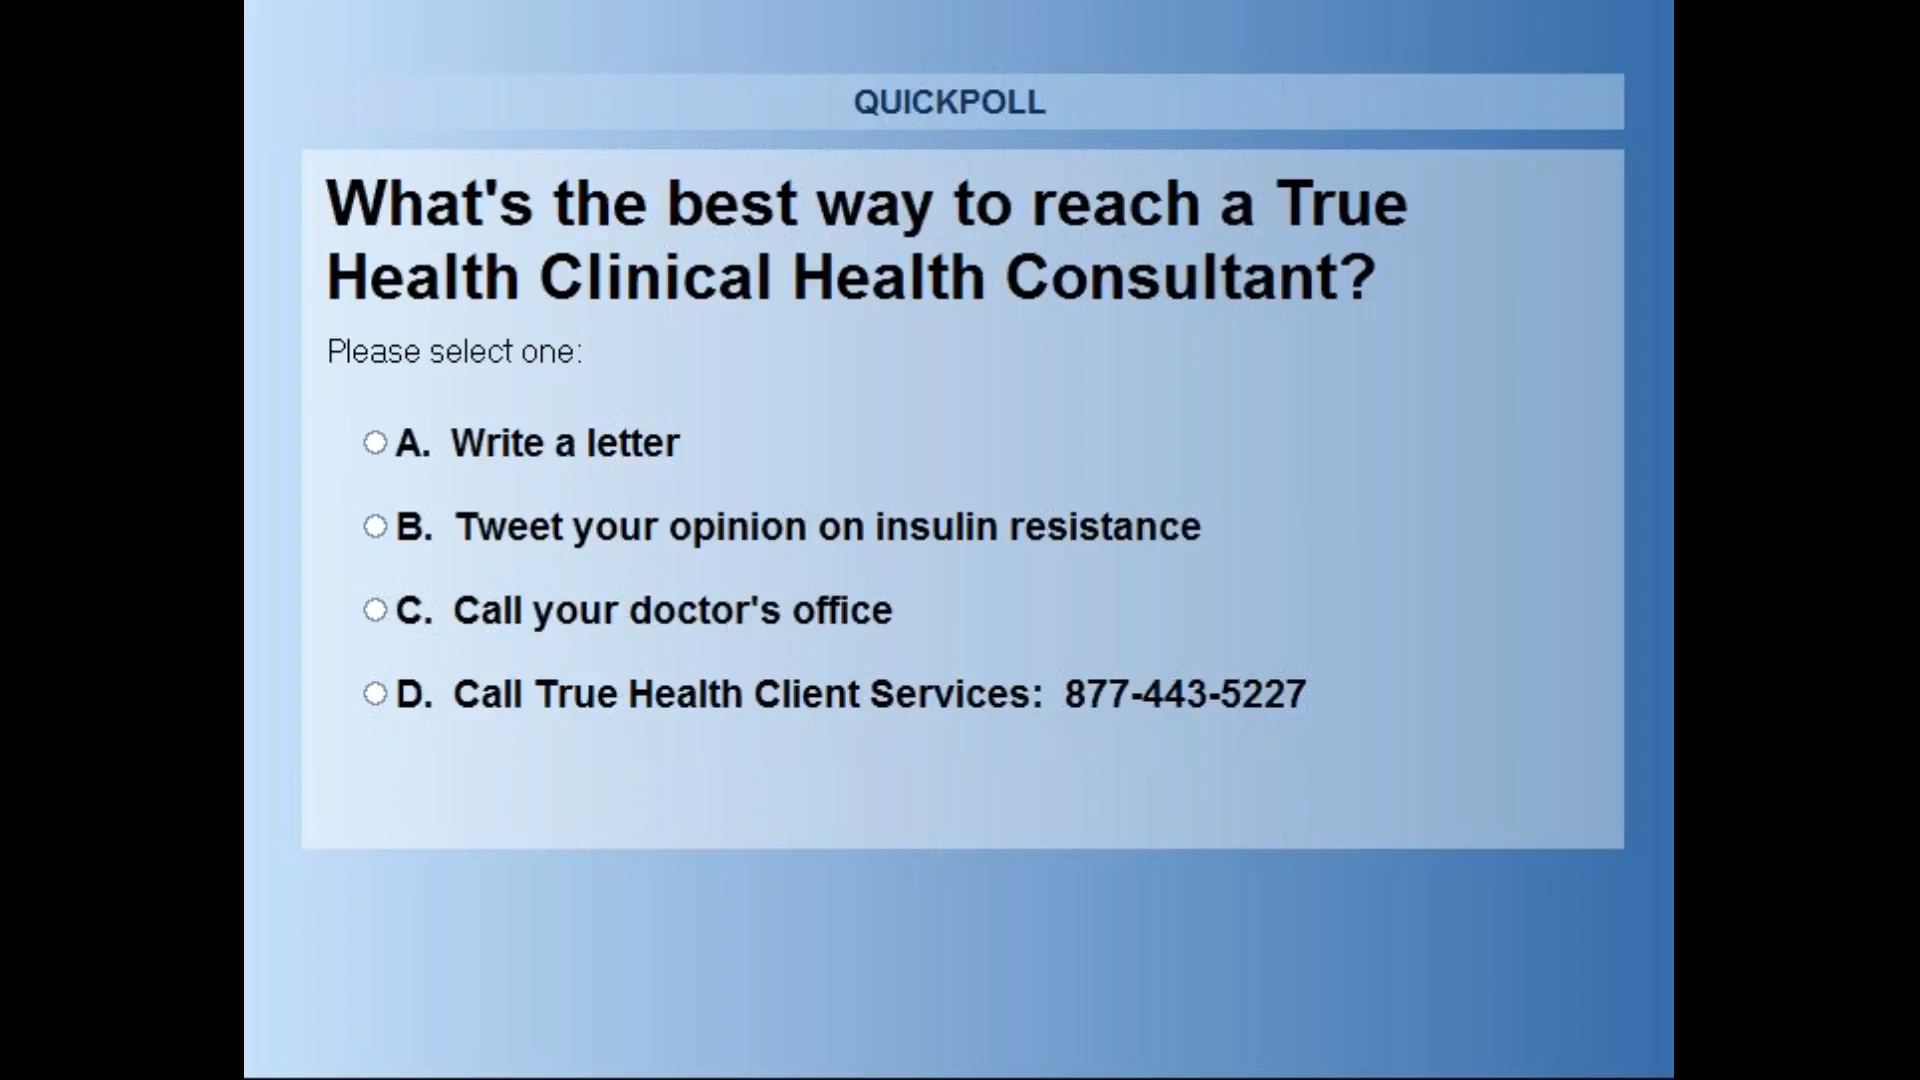 QUICKPOLL
What's the best way to reach a True
Health Clinical Health Consultant?
Please select one:
A. Write a letter
B. Tweet your opinion on insulin resistance
C. Call your doctor's office
D. Call True Health Client Services: 877-443-5227